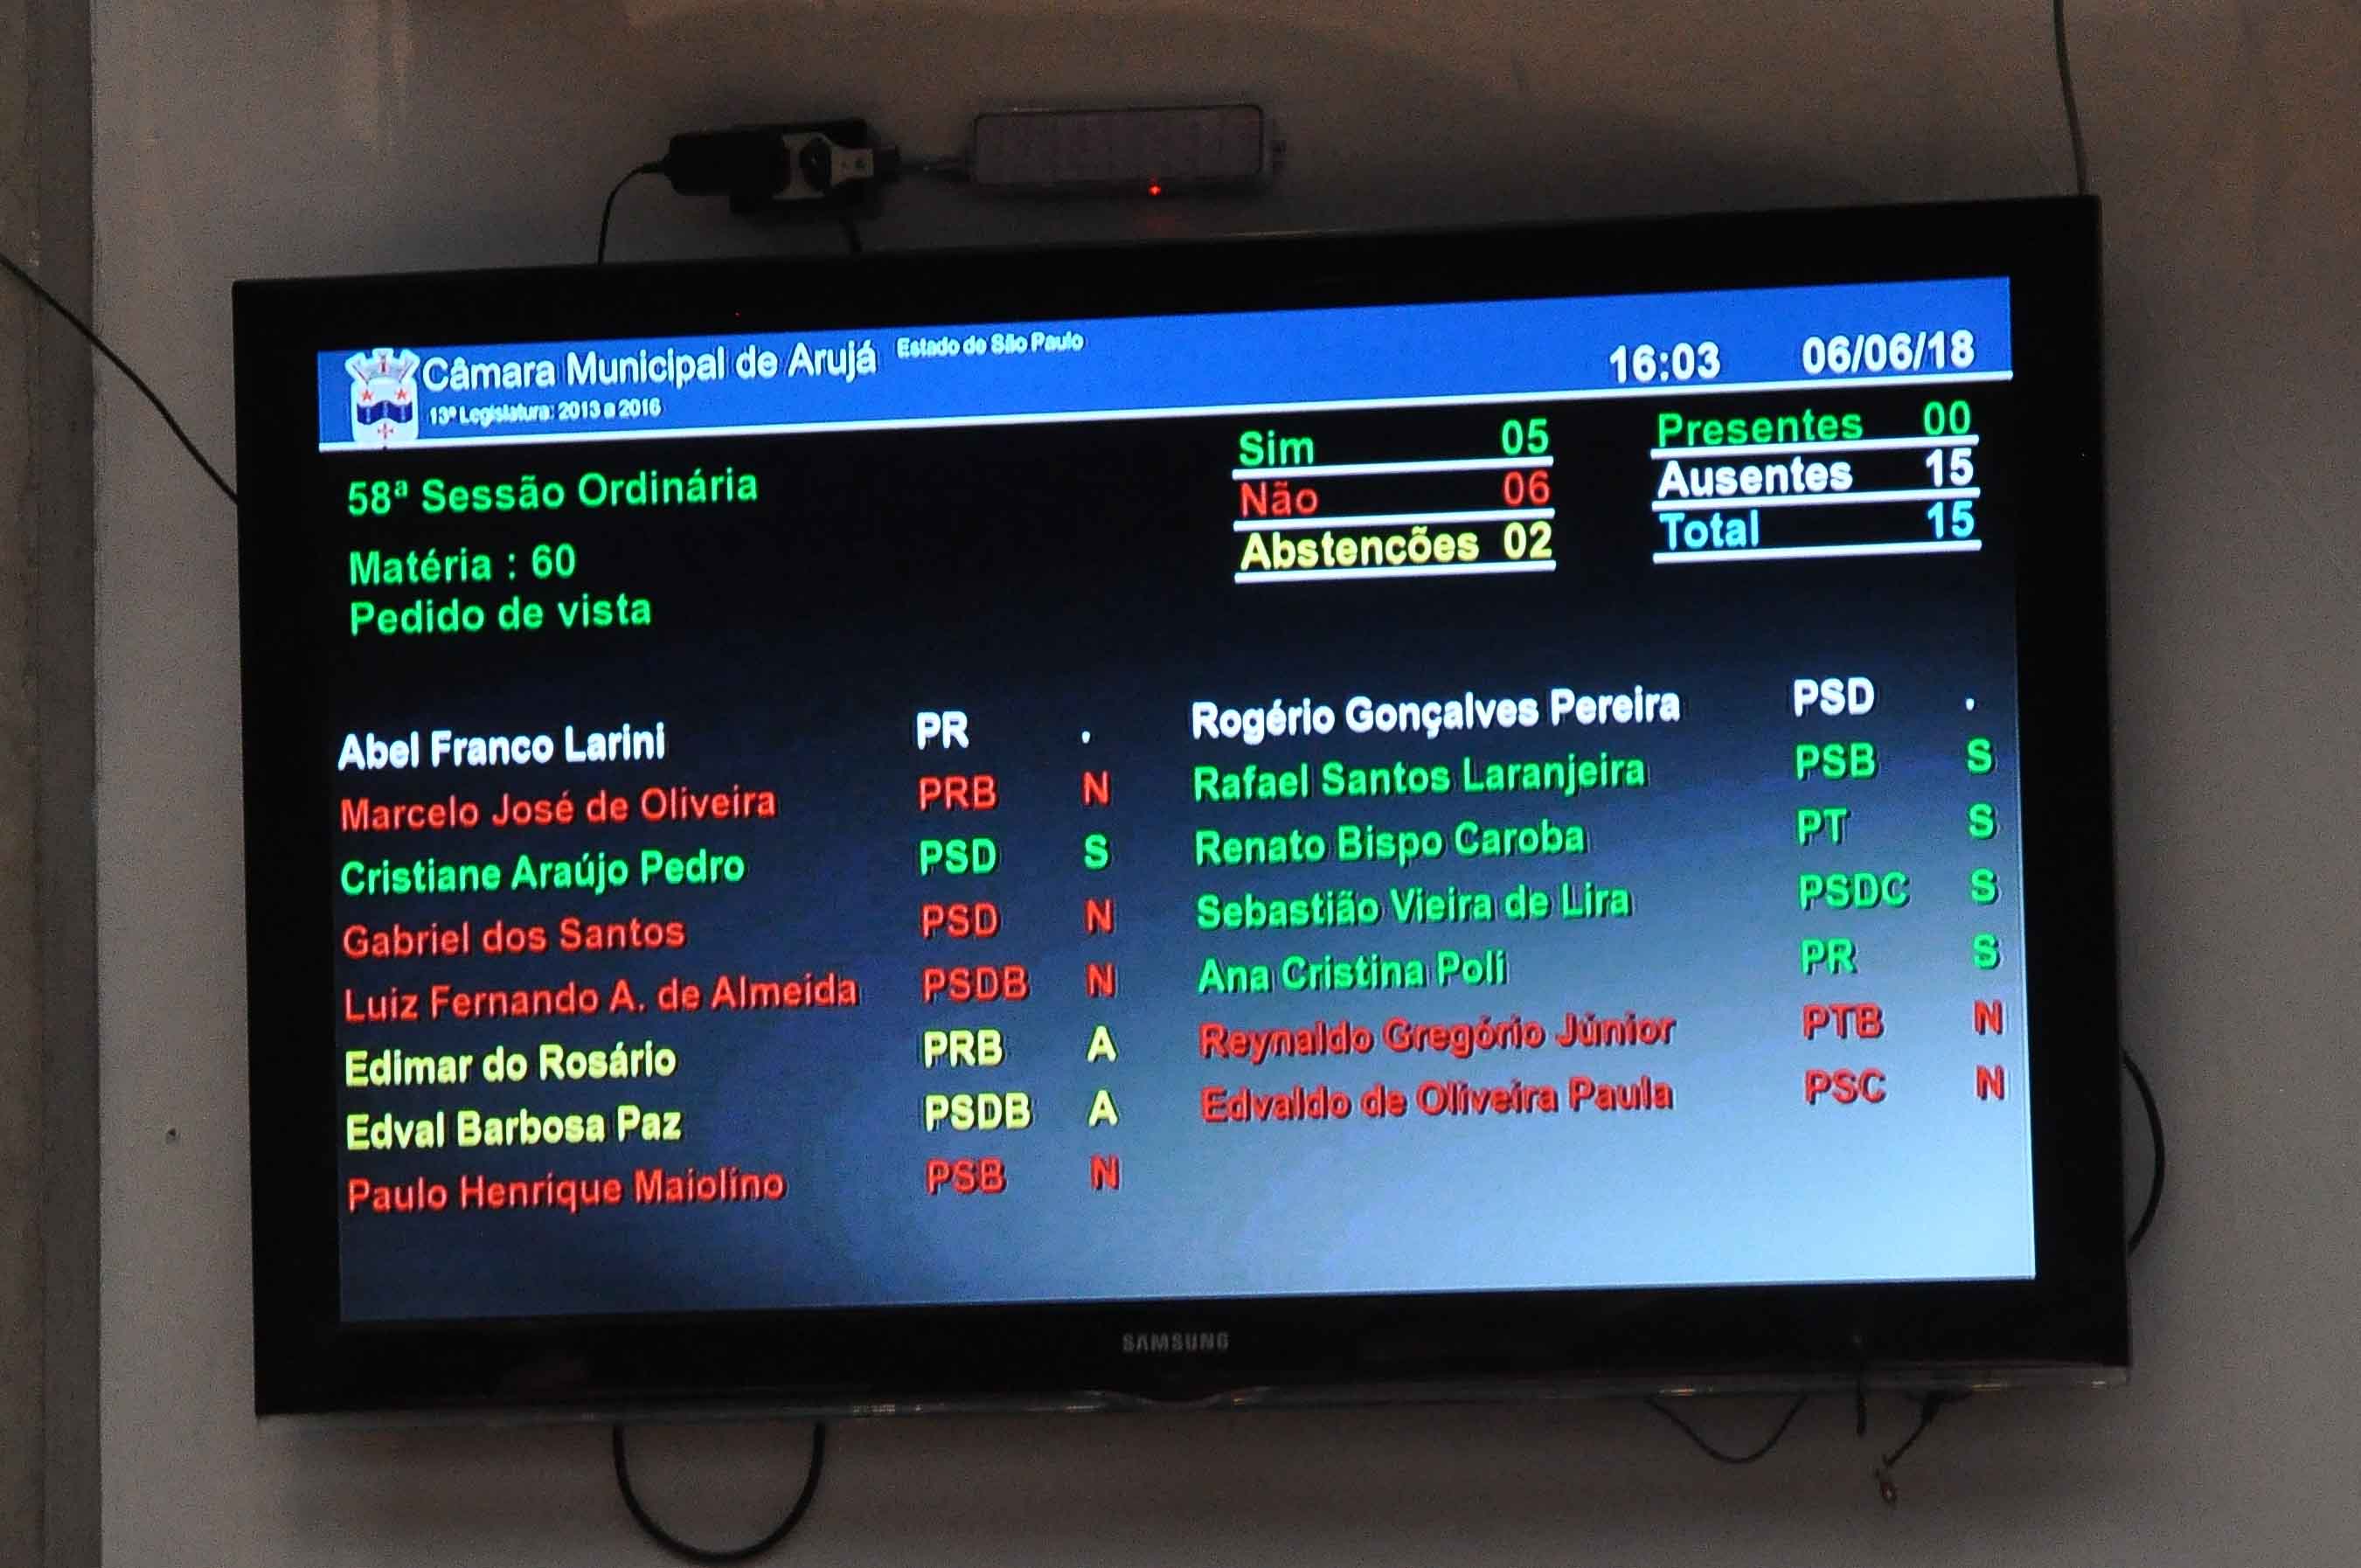 Câmara Municipal de Arujá Estado de São Paulo
13ª Legislatura: 2013 a 2016
16:03 06/06/18
58ª Sessão Ordinária
Matéria : 60
Pedido de vista
Sim 05
Não 06
Abstencões 02
Presentes 00
Ausentes 15
Total 15
Abel Franco Larini PR .
Marcelo José de Oliveira PRB N
Cristiane Araújo Pedro PSD S
Gabriel dos Santos PSD N
Luiz Fernando A. de Almeida PSDB N
Edimar do Rosário PRB A
Edval Barbosa Paz PSDB A
Paulo Henrique Maiolino PSB N
Rogério Gonçalves Pereira PSD .
Rafael Santos Laranjeira PSB S
Renato Bispo Caroba PT S
Sebastião Vieira de Lira PSDC S
Ana Cristina Poli PR S
Reynaldo Gregório Júnior PTB N
Edvaldo de Oliveira Paula PSC N
SAMSUNG